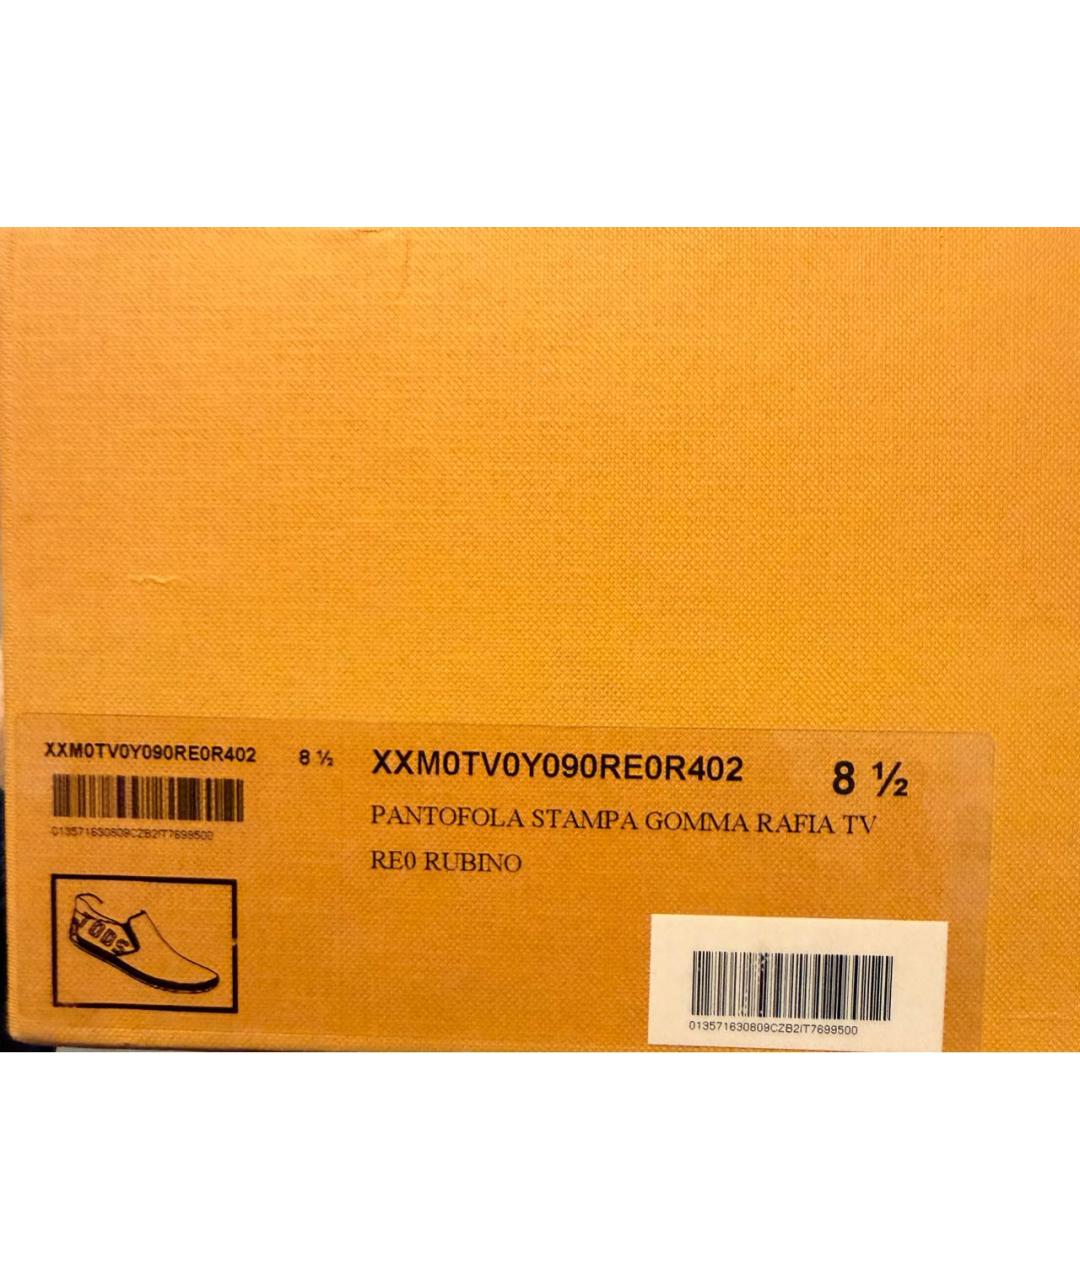 XXM0TV0Y090RE0R402 8 ½
013571630809CZB2IT7699500
TODS
XXM0TV0Y090RE0R402 8 ½
PANTOFOLA STAMPA GOMMA RAFIA TV
RE0 RUBINO
013571630809CZB2IT7699500